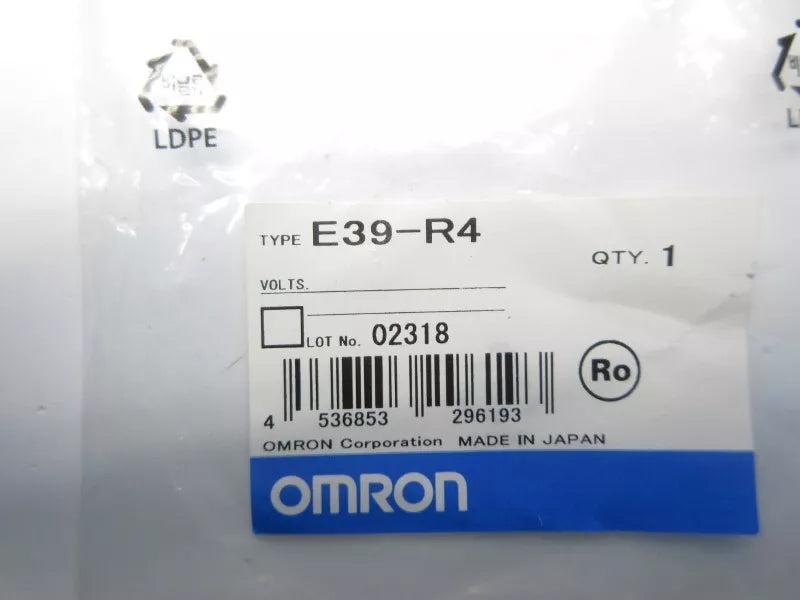 LDPE
TYPE E39-R4
QTY. 1
VOLTS.
LOT No. 02318
Ro
4 536853 296193
OMRON Corporation MADE IN JAPAN
OMRON